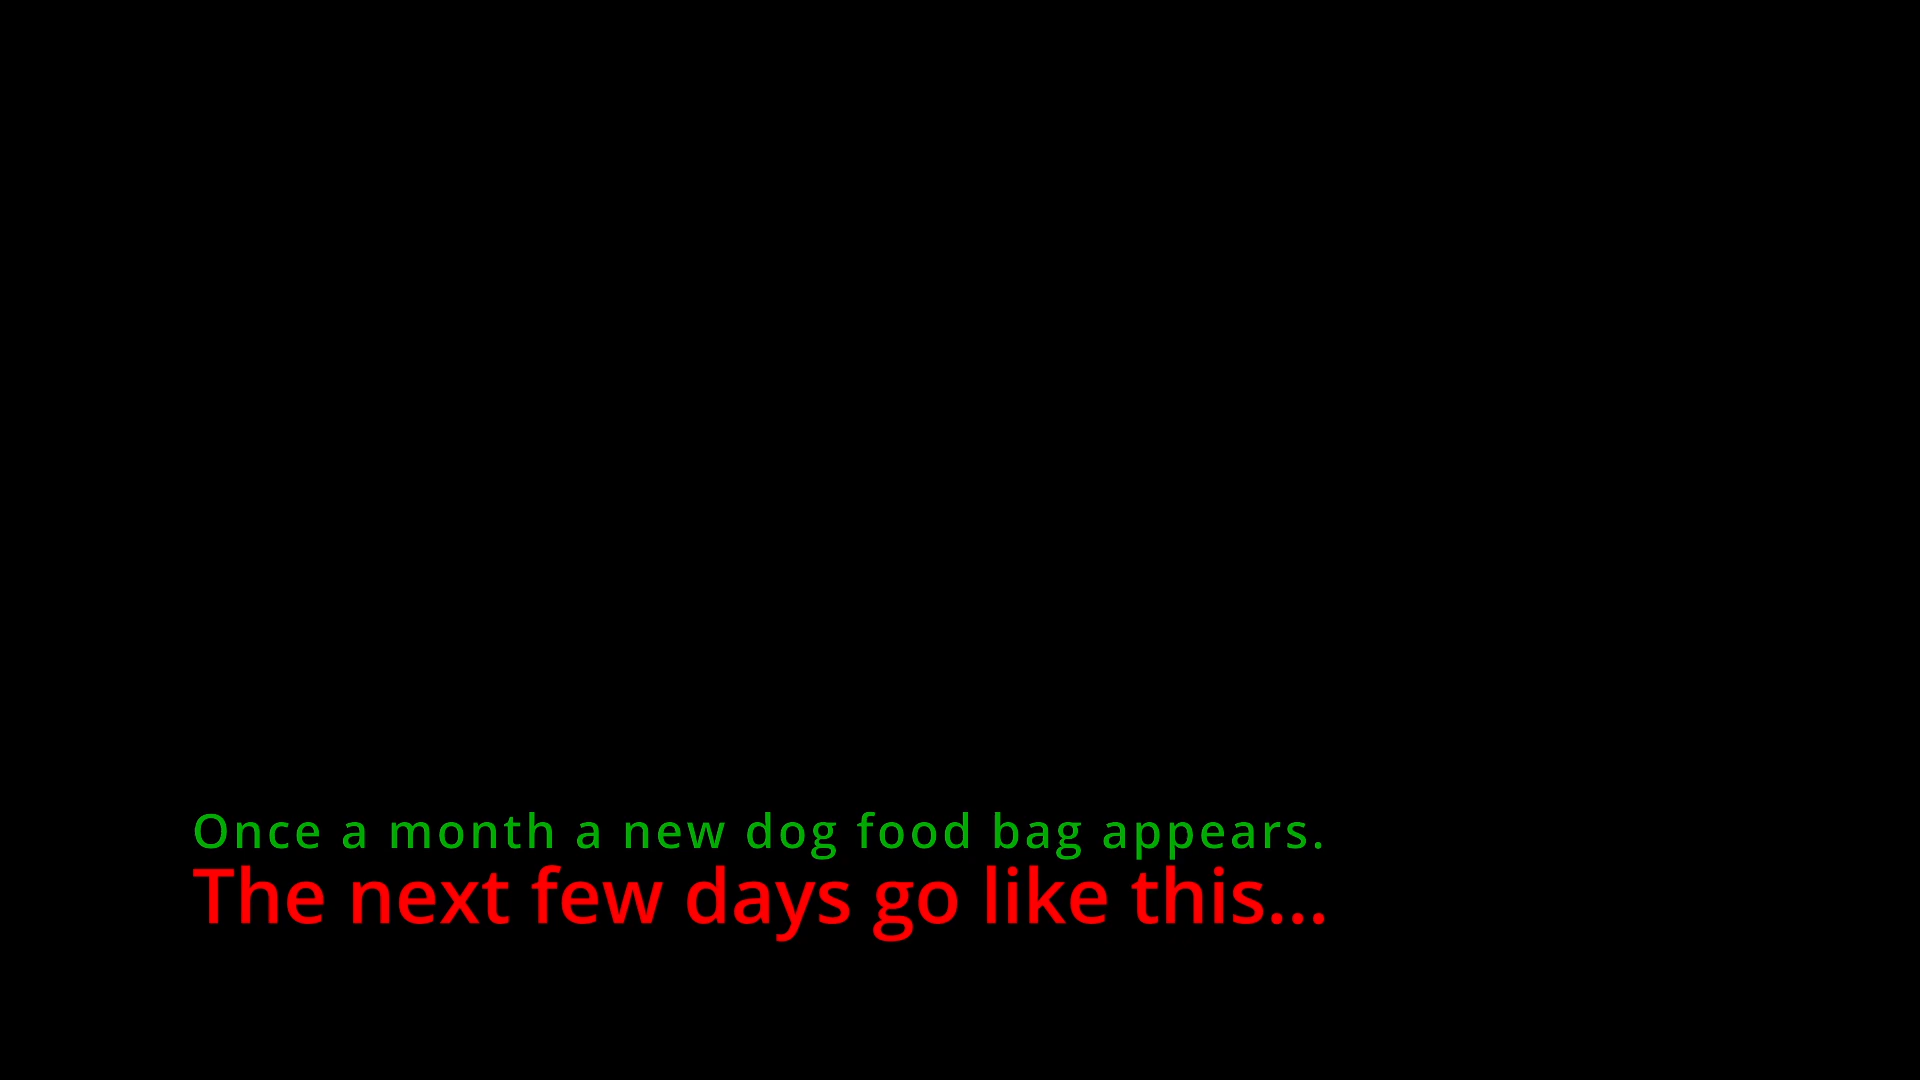 Once a month a new dog food bag appears.
The next few days go like this...